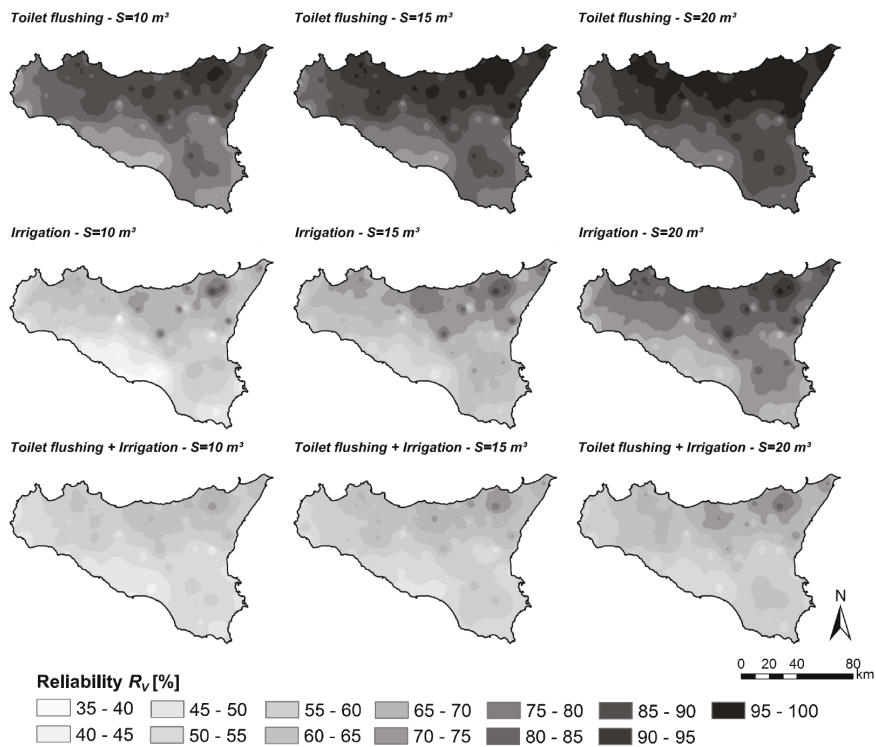 Toilet flushing - S=10 m³
Toilet flushing - S=15 m³
Toilet flushing - S=20 m³
Irrigation - S=10 m³
Irrigation - S=15 m³
Irrigation - S=20 m³
Toilet flushing + Irrigation - S=10 m³
Toilet flushing + Irrigation - S=15 m³
Toilet flushing + Irrigation - S=20 m³
N
0 20 40 80
km
Reliability Rv [%]
35 - 40 45 - 50 55 - 60 65 - 70 75 - 80 85 - 90 95 - 100
40 - 45 50 - 55 60 - 65 70 - 75 80 - 85 90 - 95